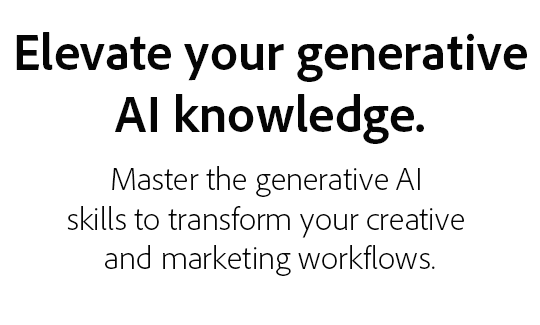 Elevate your generative
AI knowledge.
Master the generative AI
skills to transform your creative
and marketing workflows.